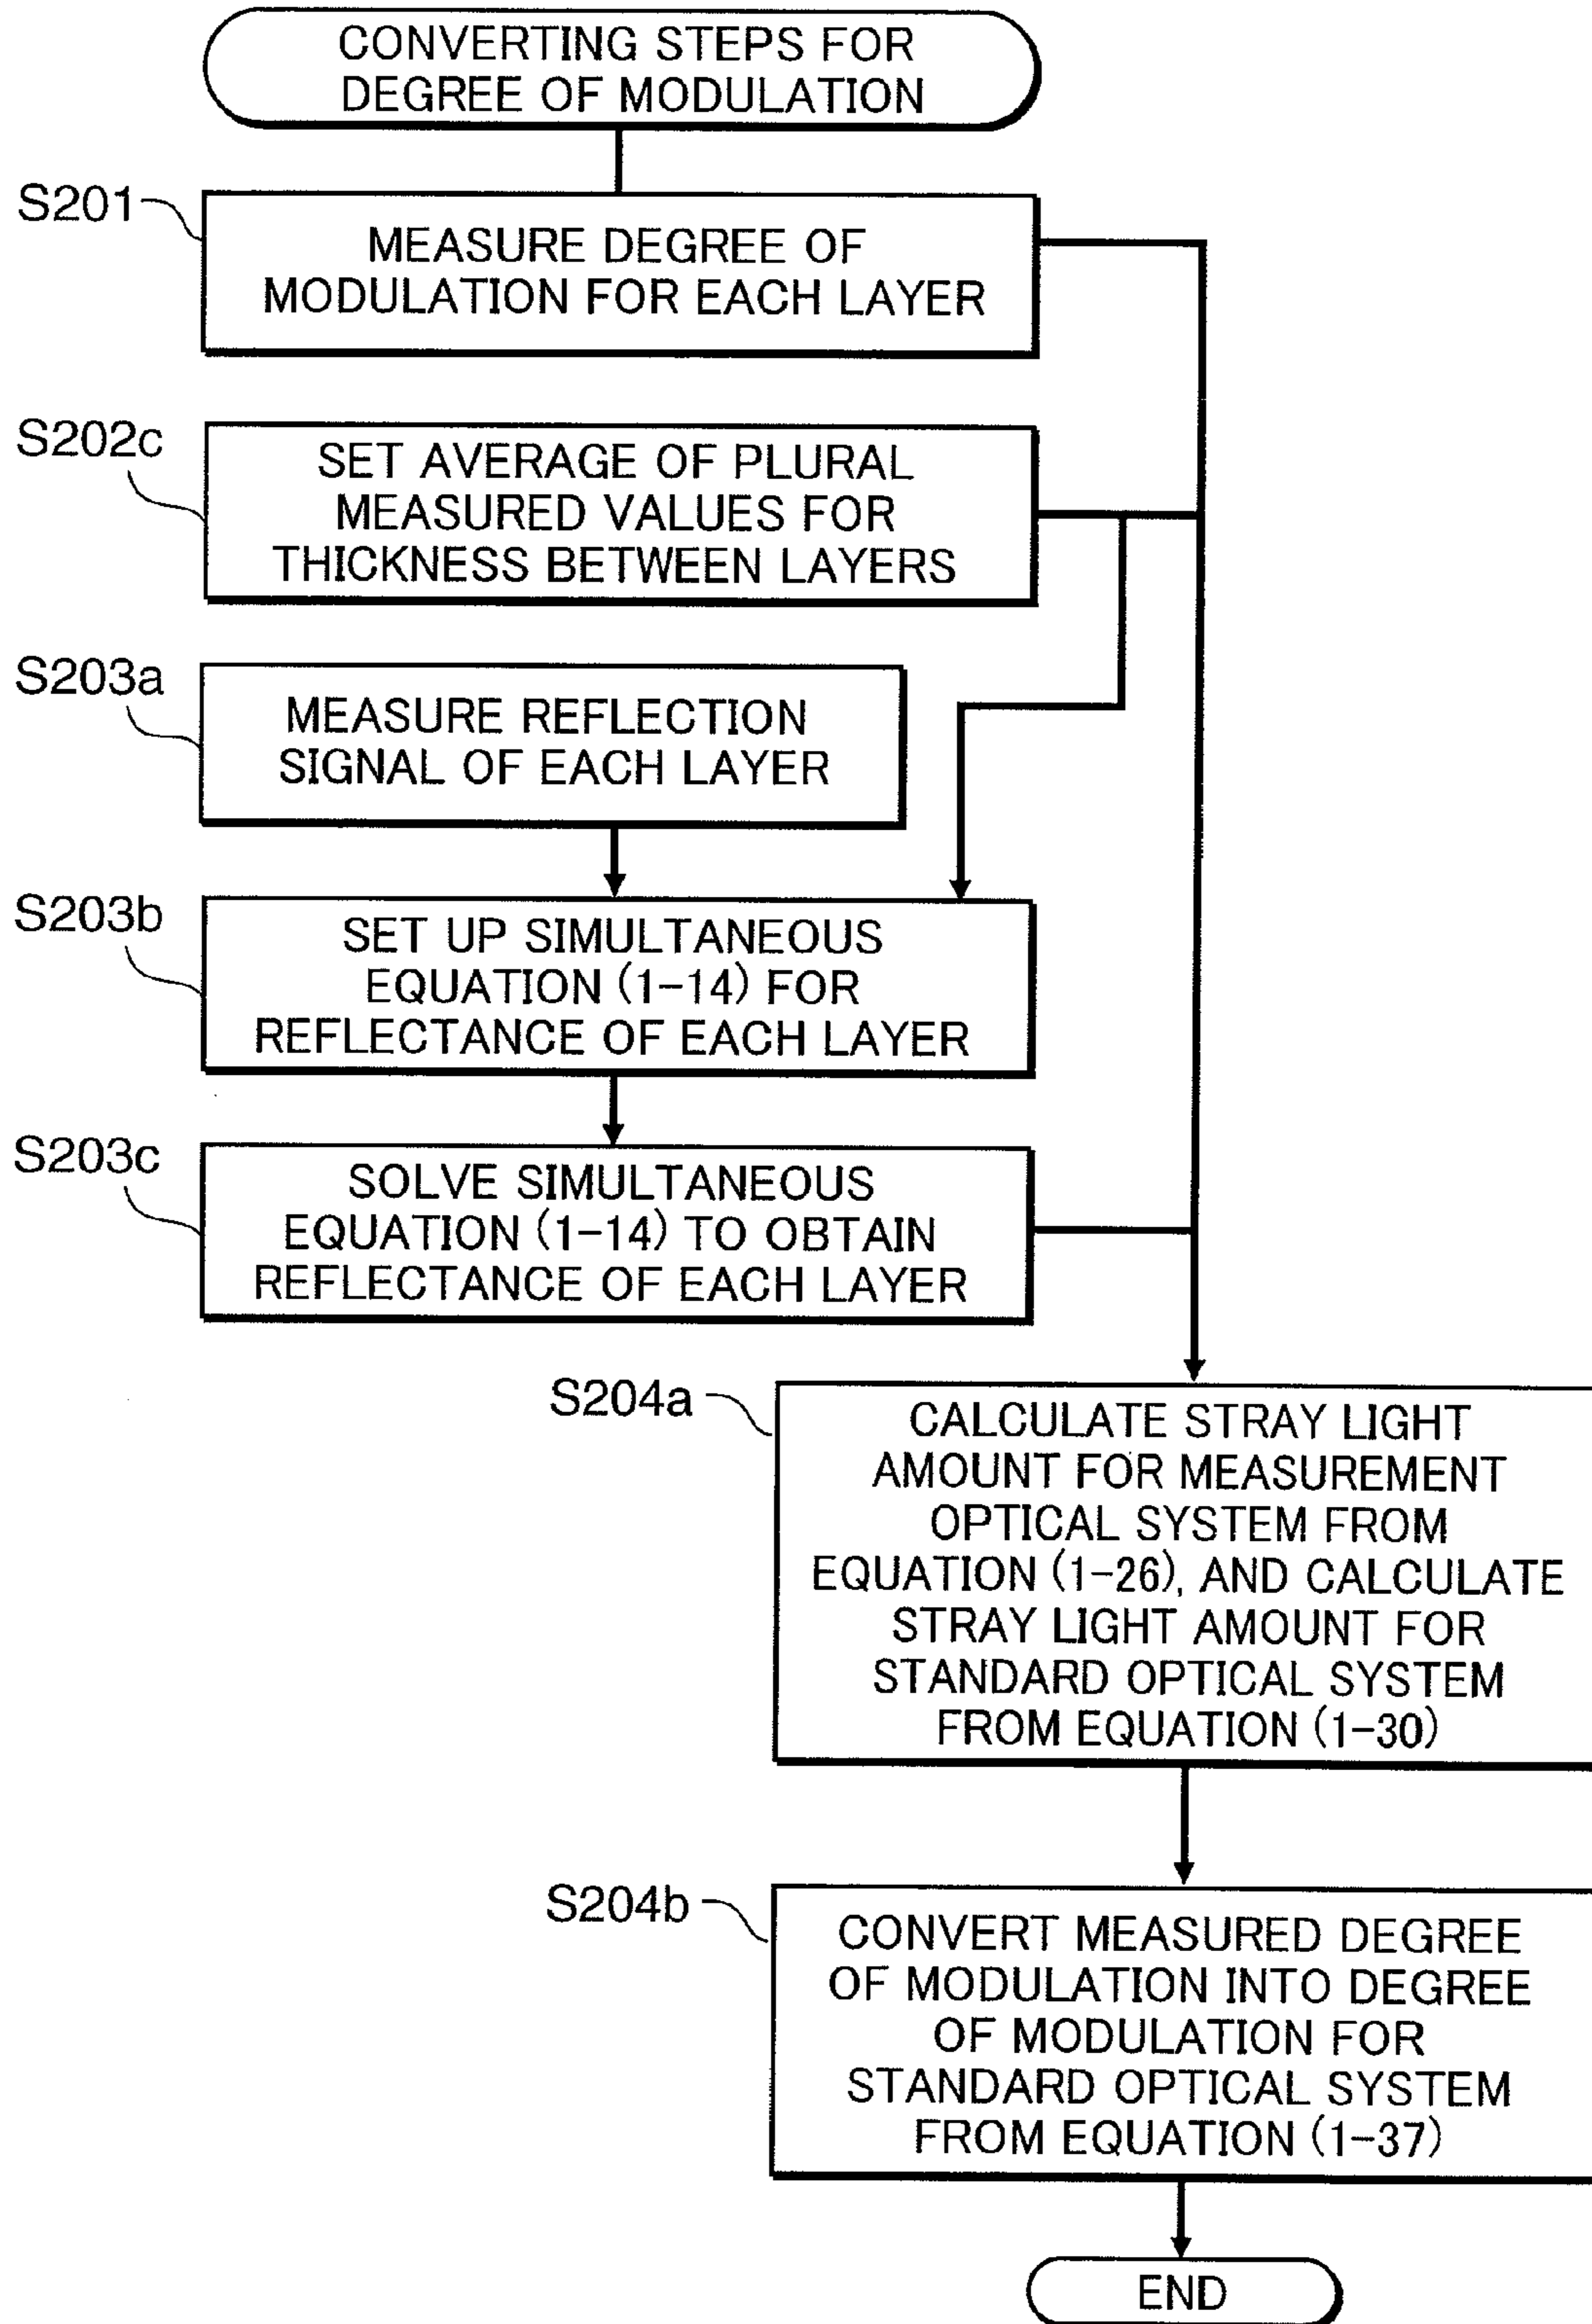 CONVERTING STEPS FOR
DEGREE OF MODULATION
S201
MEASURE DEGREE OF
MODULATION FOR EACH LAYER
S202c
SET AVERAGE OF PLURAL
MEASURED VALUES FOR
THICKNESS BETWEEN LAYERS
S203a
MEASURE REFLECTION
SIGNAL OF EACH LAYER
S203b
SET UP SIMULTANEOUS
EQUATION (1-14) FOR
REFLECTANCE OF EACH LAYER
S203c
SOLVE SIMULTANEOUS
EQUATION (1-14) TO OBTAIN
REFLECTANCE OF EACH LAYER
S204a
CALCULATE STRAY LIGHT
AMOUNT FOR MEASUREMENT
OPTICAL SYSTEM FROM
EQUATION (1-26), AND CALCULATE
STRAY LIGHT AMOUNT FOR
STANDARD OPTICAL SYSTEM
FROM EQUATION (1-30)
S204b
CONVERT MEASURED DEGREE
OF MODULATION INTO DEGREE
OF MODULATION FOR
STANDARD OPTICAL SYSTEM
FROM EQUATION (1-37)
END